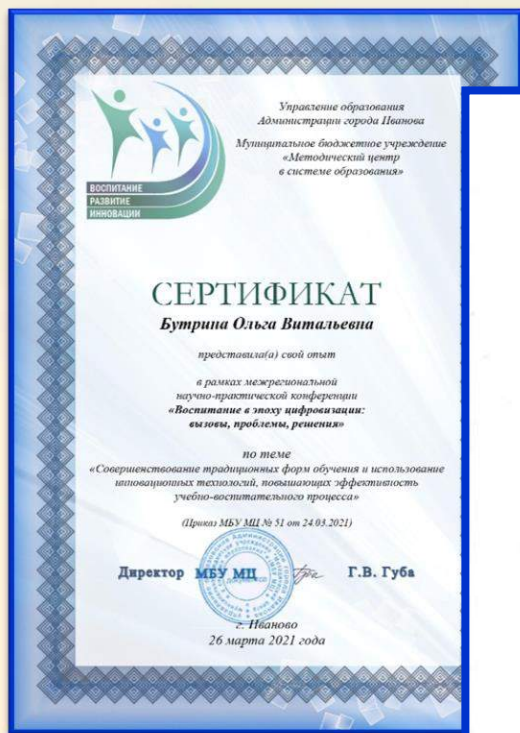 Управление образования
Администрации города Иванова
Муниципальное бюджетное учреждение
«Методический центр
в системе образования»
ВОСПИТАНИЕ
РАЗВИТИЕ
ИННОВАЦИИ
СЕРТИФИКАТ
Бутрина Ольга Витальевна
представила(а) свой опыт
в рамках межрегиональной
научно-практической конференции
«Воспитание в эпоху цифровизации:
вызовы, проблемы, решения»
по теме
«Совершенствование традиционных форм обучения и использование
инновационных технологий, повышающих эффективность
учебно-воспитательного процесса»
(Приказ МБУ МЦ № 51 от 24.03.2021)
Директор МБУ МЦ Г.В. Губа
г. Иваново
26 марта 2021 года